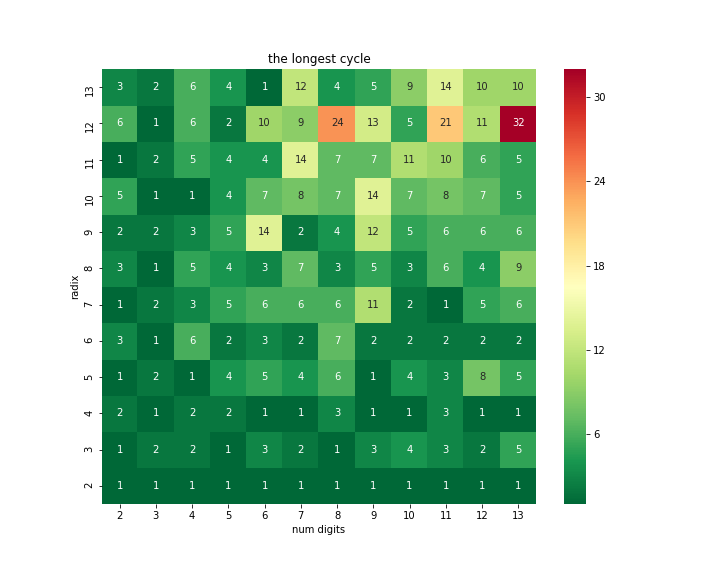 the longest cycle
13 3 2 6 4 1 12 4 5 9 14 10 10
12 6 1 6 2 10 9 24 13 5 21 11 32
11 1 2 5 4 4 14 7 7 11 10 6 5
10 5 1 1 4 7 8 7 14 7 8 7 5
9 2 2 3 5 14 2 4 12 5 6 6 6
8 3 1 5 4 3 7 3 5 3 6 4 9
7 1 2 3 5 6 6 6 11 2 1 5 6
6 3 1 6 2 3 2 7 2 2 2 2 2
5 1 2 1 4 5 4 6 1 4 3 8 5
4 2 1 2 2 1 1 3 1 1 3 1 1
3 1 2 2 1 3 2 1 3 4 3 2 5
2 1 1 1 1 1 1 1 1 1 1 1 1
2 3 4 5 6 7 8 9 10 11 12 13
num digits
radix
30
24
18
12
6